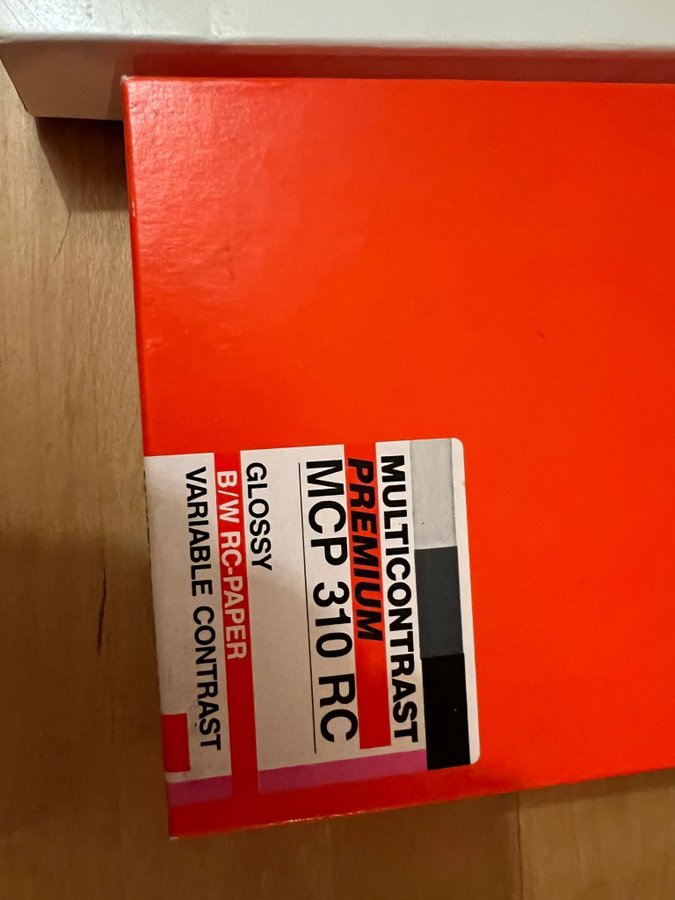 MULTICONTRAST
PREMIUM
MCP 310 RC
GLOSSY
B/W RC-PAPER
VARIABLE CONTRAST